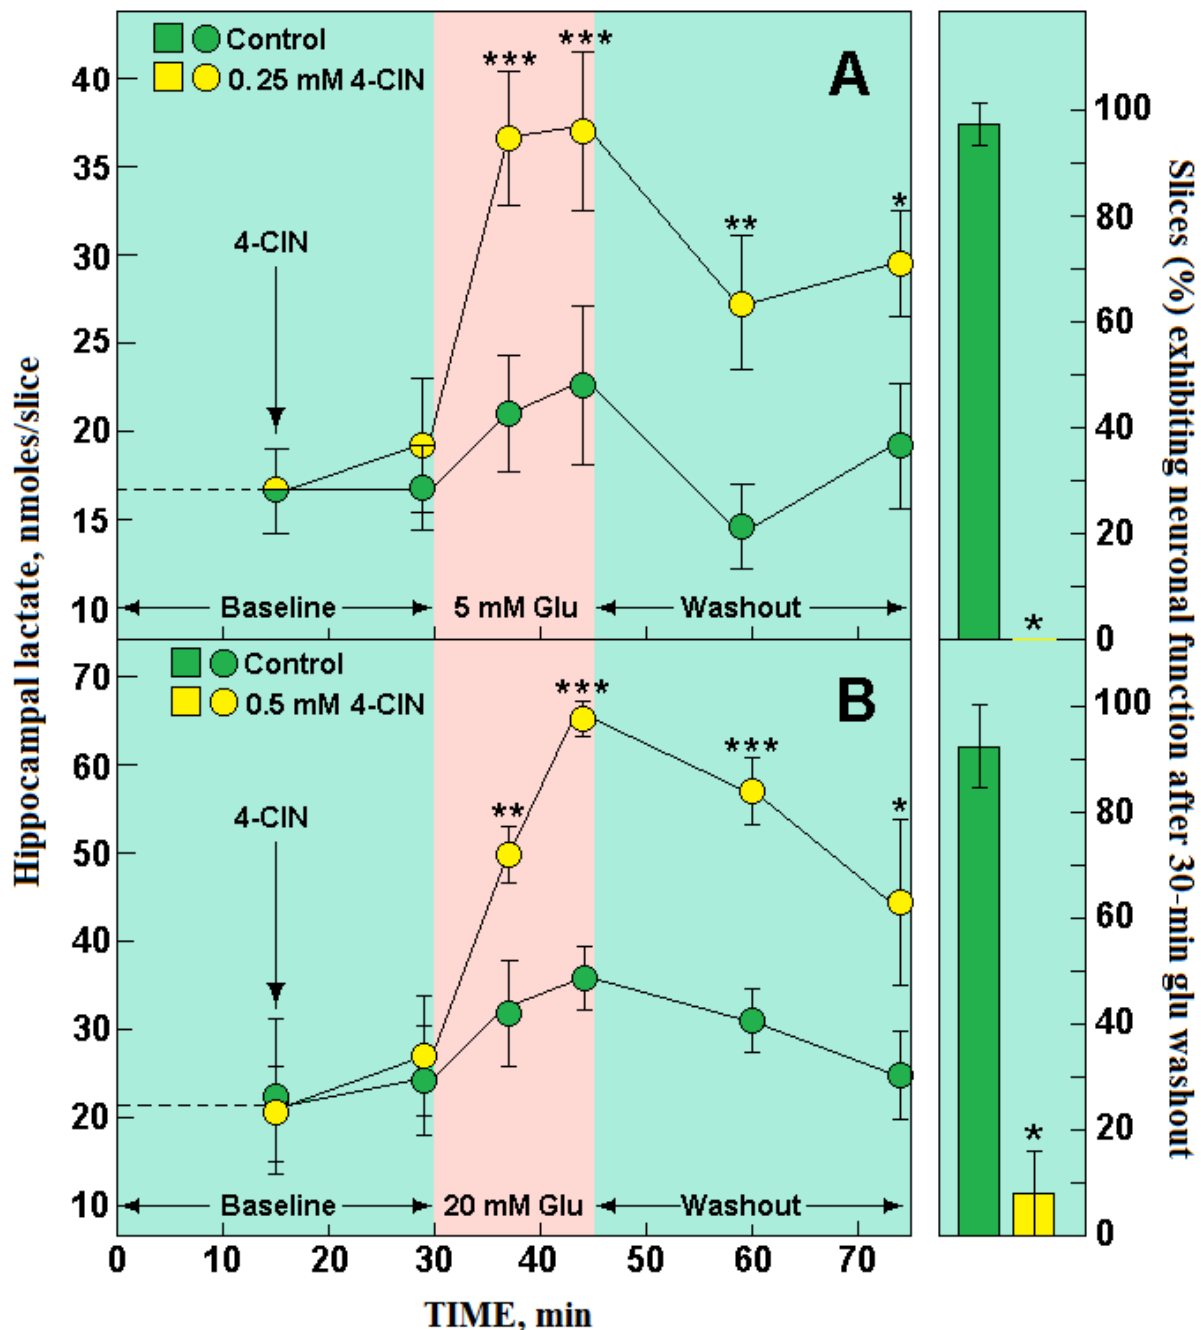 Hippocampal lactate, nmoles/slice
Control
0.25 mM 4-CIN
A
***
***
**
*
4-CIN
40
35
30
25
20
15
10
Baseline
5 mM Glu
Washout
100
80
60
40
20
0
*
Slices (%) exhibiting neuronal function after 30-min glu washout
Control
0.5 mM 4-CIN
B
***
**
***
*
4-CIN
70
60
50
40
30
20
10
Baseline
20 mM Glu
Washout
100
80
60
40
20
0
*
0 10 20 30 40 50 60 70
TIME, min